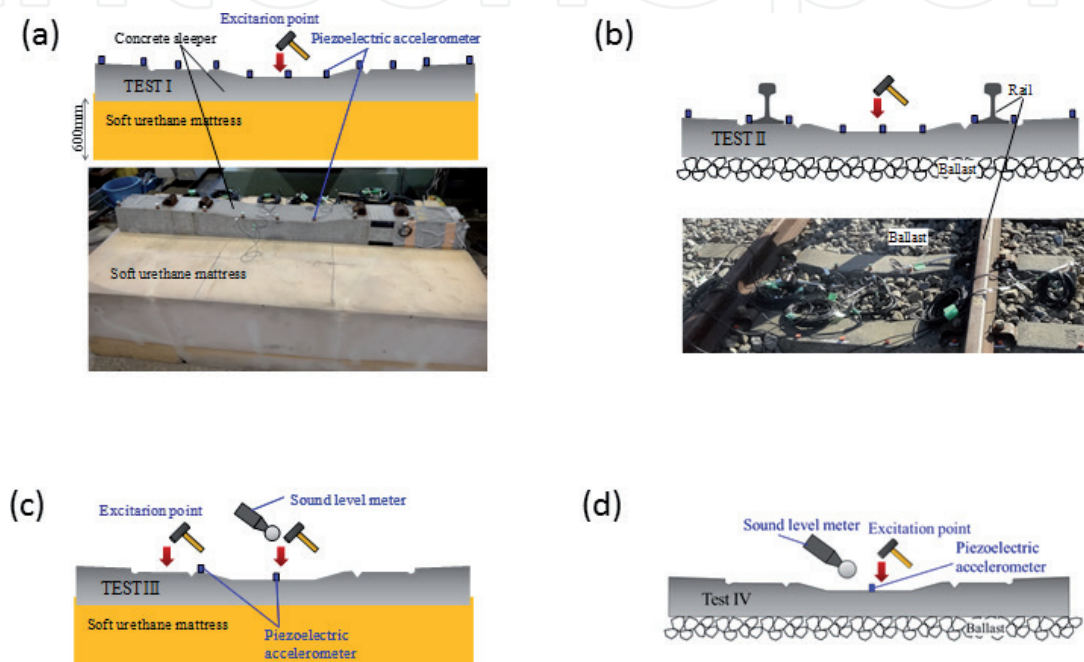 (a)
Excitarion point
Concrete sleeper
Piezoelectric accelerometer
TEST I
600mm
Soft urethane mattress
Soft urethane mattress
(b)
Rail
TEST II
Ballast
Ballast
(c)
Sound level meter
Excitarion point
TEST III
Soft urethane mattress
Piezoelectric
accelerometer
(d)
Sound level meter
Excitation point
Piezoelectric
accelerometer
Test IV
Ballast